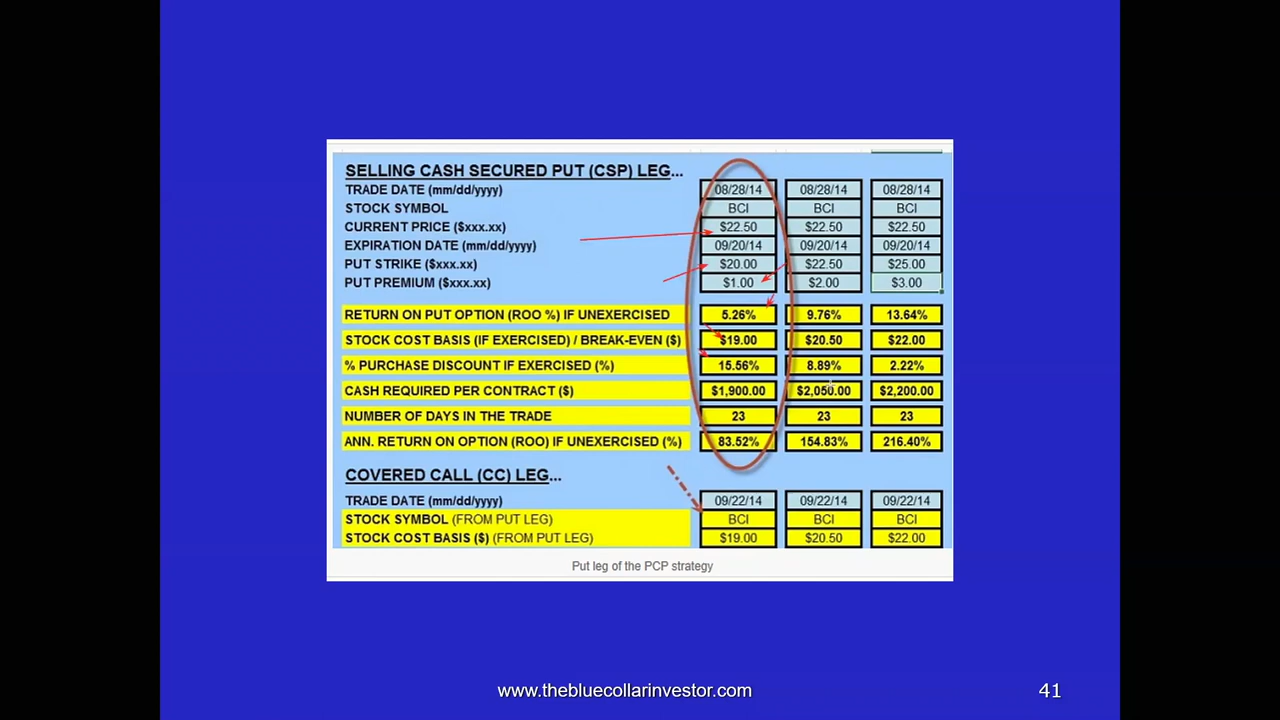 SELLING CASH SECURED PUT (CSP) LEG...
TRADE DATE (mm/dd/yyyy) 08/28/14 08/28/14 08/28/14
STOCK SYMBOL BCI BCI BCI
CURRENT PRICE ($xxx.xx) $22.50 $22.50 $22.50
EXPIRATION DATE (mm/dd/yyyy) 09/20/14 09/20/14 09/20/14
PUT STRIKE ($xxx.xx) $20.00 $22.50 $25.00
PUT PREMIUM ($xxx.xx) $1.00 $2.00 $3.00
RETURN ON PUT OPTION (ROO %) IF UNEXERCISED 5.26% 9.76% 13.64%
STOCK COST BASIS (IF EXERCISED) / BREAK-EVEN ($) $19.00 $20.50 $22.00
% PURCHASE DISCOUNT IF EXERCISED (%) 15.56% 8.89% 2.22%
CASH REQUIRED PER CONTRACT ($) $1,900.00 $2,050.00 $2,200.00
NUMBER OF DAYS IN THE TRADE 23 23 23
ANN. RETURN ON OPTION (ROO) IF UNEXERCISED (%) 83.52% 154.83% 216.40%
COVERED CALL (CC) LEG...
TRADE DATE (mm/dd/yyyy) 09/22/14 09/22/14 09/22/14
STOCK SYMBOL (FROM PUT LEG) BCI BCI BCI
STOCK COST BASIS ($) (FROM PUT LEG) $19.00 $20.50 $22.00
Put leg of the PCP strategy
www.thebluecollarinvestor.com 41